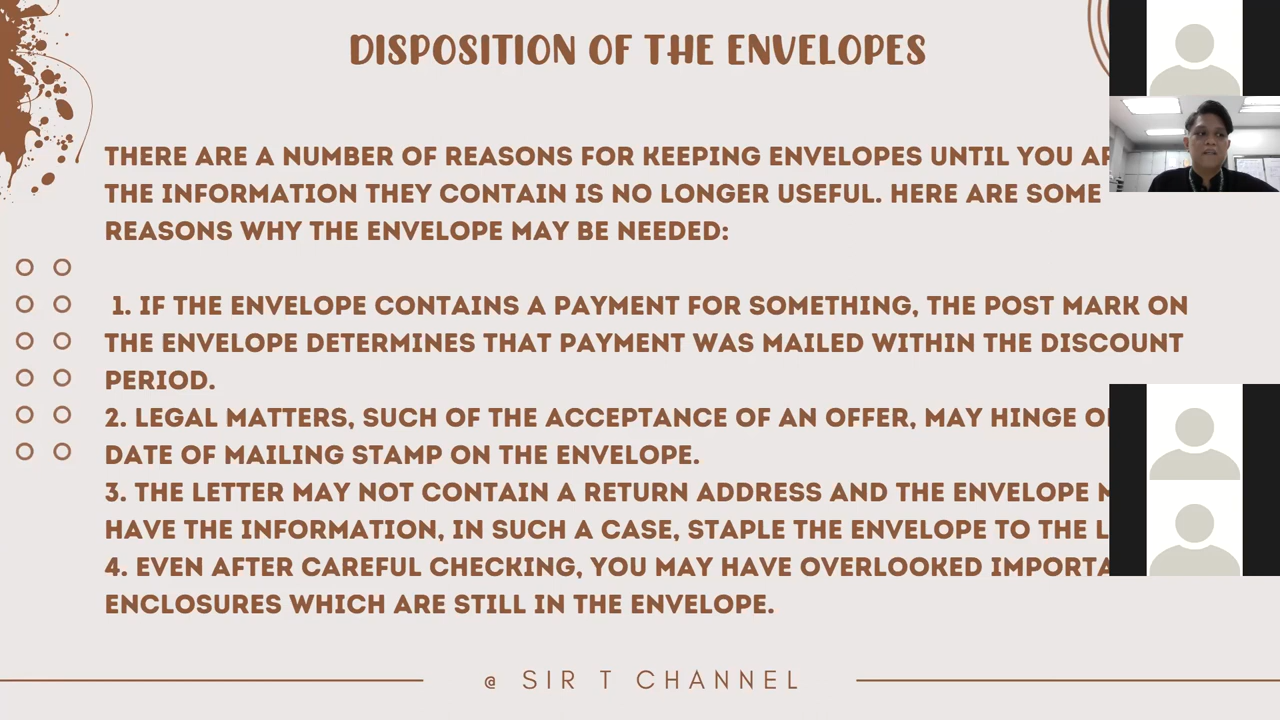 DISPOSITION OF THE ENVELOPES
THERE ARE A NUMBER OF REASONS FOR KEEPING ENVELOPES UNTIL YOU
THE INFORMATION THEY CONTAIN IS NO LONGER USEFUL. HERE ARE SOME
REASONS WHY THE ENVELOPE MAY BE NEEDED:
1. IF THE ENVELOPE CONTAINS A PAYMENT FOR SOMETHING, THE POST MARK ON
THE ENVELOPE DETERMINES THAT PAYMENT WAS MAILED WITHIN THE DISCOUNT
PERIOD.
2. LEGAL MATTERS, SUCH OF THE ACCEPTANCE OF AN OFFER, MAY HINGE
DATE OF MAILING STAMP ON THE ENVELOPE.
3. THE LETTER MAY NOT CONTAIN A RETURN ADDRESS AND THE ENVELOPE
HAVE THE INFORMATION, IN SUCH A CASE, STAPLE THE ENVELOPE TO THE
4. EVEN AFTER CAREFUL CHECKING, YOU MAY HAVE OVERLOOKED
ENCLOSURES WHICH ARE STILL IN THE ENVELOPE.
@ SIR T CHANNEL